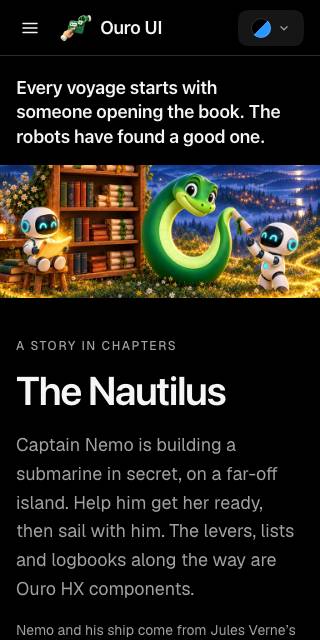 Ouro UI
Every voyage starts with
someone opening the book. The
robots have found a good one.
A STORY IN CHAPTERS
The Nautilus
Captain Nemo is building a
submarine in secret, on a far-off
island. Help him get her ready,
then sail with him. The levers, lists
and logbooks along the way are
Ouro HX components.
Nemo and his ship come from Jules Verne's